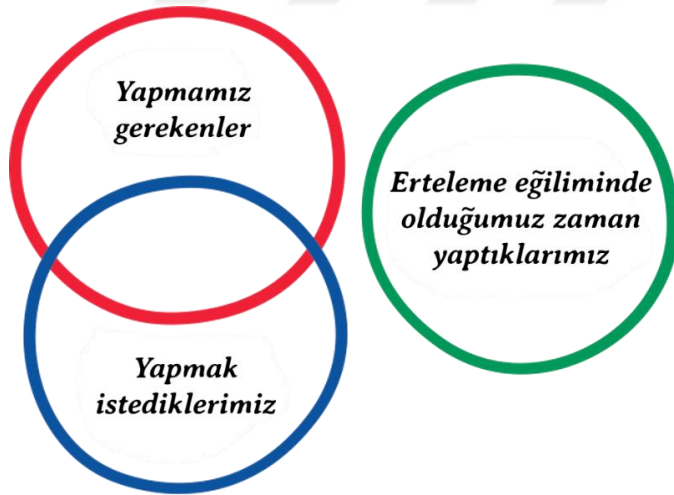 Yapmamız
gerekenler
Erteleme eğiliminde
olduğumuz zaman
yaptıklarımız
Yapmak
istediklerimiz